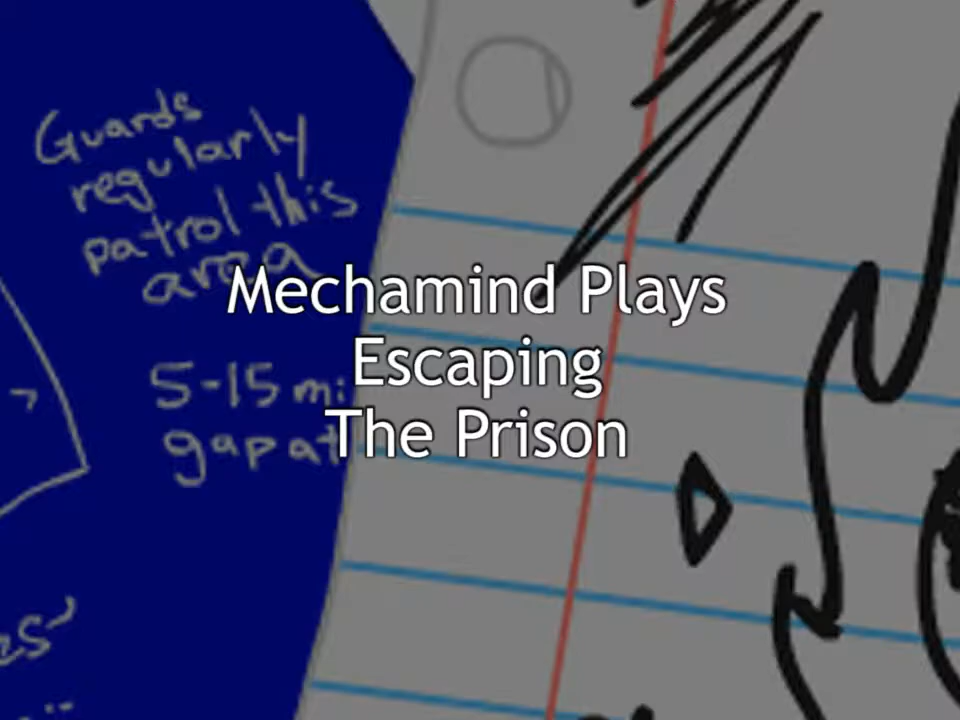 Guards
regularly
patrol this
area
5-15 mi
gap at
Mechamind Plays
Escaping
The Prison